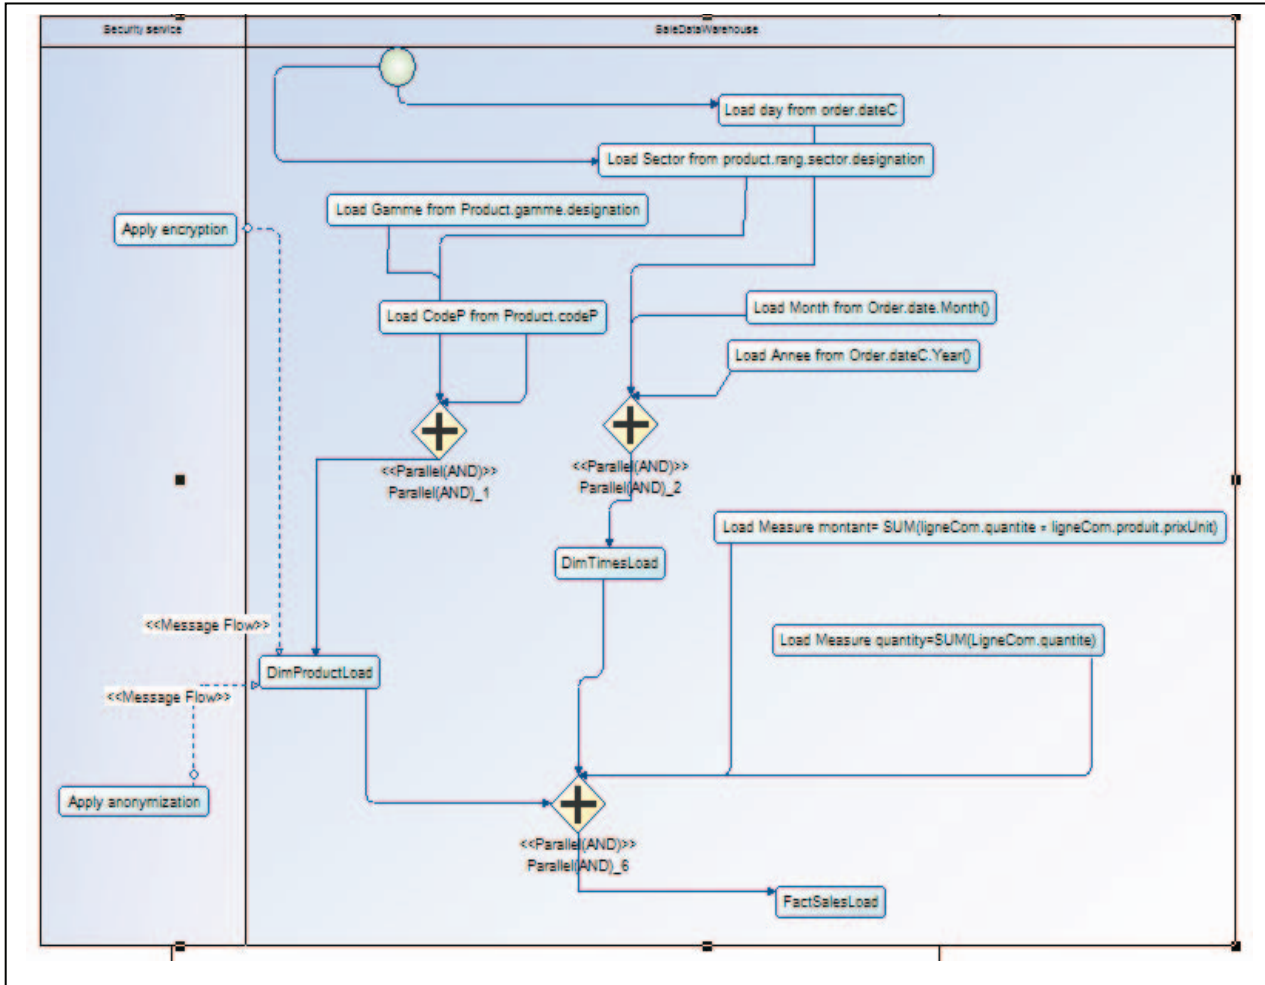 Security service
SaleDataWarehouse
Load day from order.dateC
Load Sector from product.rang.sector.designation
Load Gamme from Product.gamme.designation
Apply encryption
Load Month from Order.date.Month()
Load CodeP from Product.codeP
Load Annee from Order.dateC.Year()
<<Parallel(AND)>>
Parallel(AND)_1
<<Parallel(AND)>>
Parallel(AND)_2
Load Measure montant= SUM(ligneCom.quantite * ligneCom.produit.prixUnit)
DimTimesLoad
<<Message Flow>>
Load Measure quantity=SUM(LigneCom.quantite)
DimProductLoad
<<Message Flow>>
Apply anonymization
<<Parallel(AND)>>
Parallel(AND)_6
FactSalesLoad